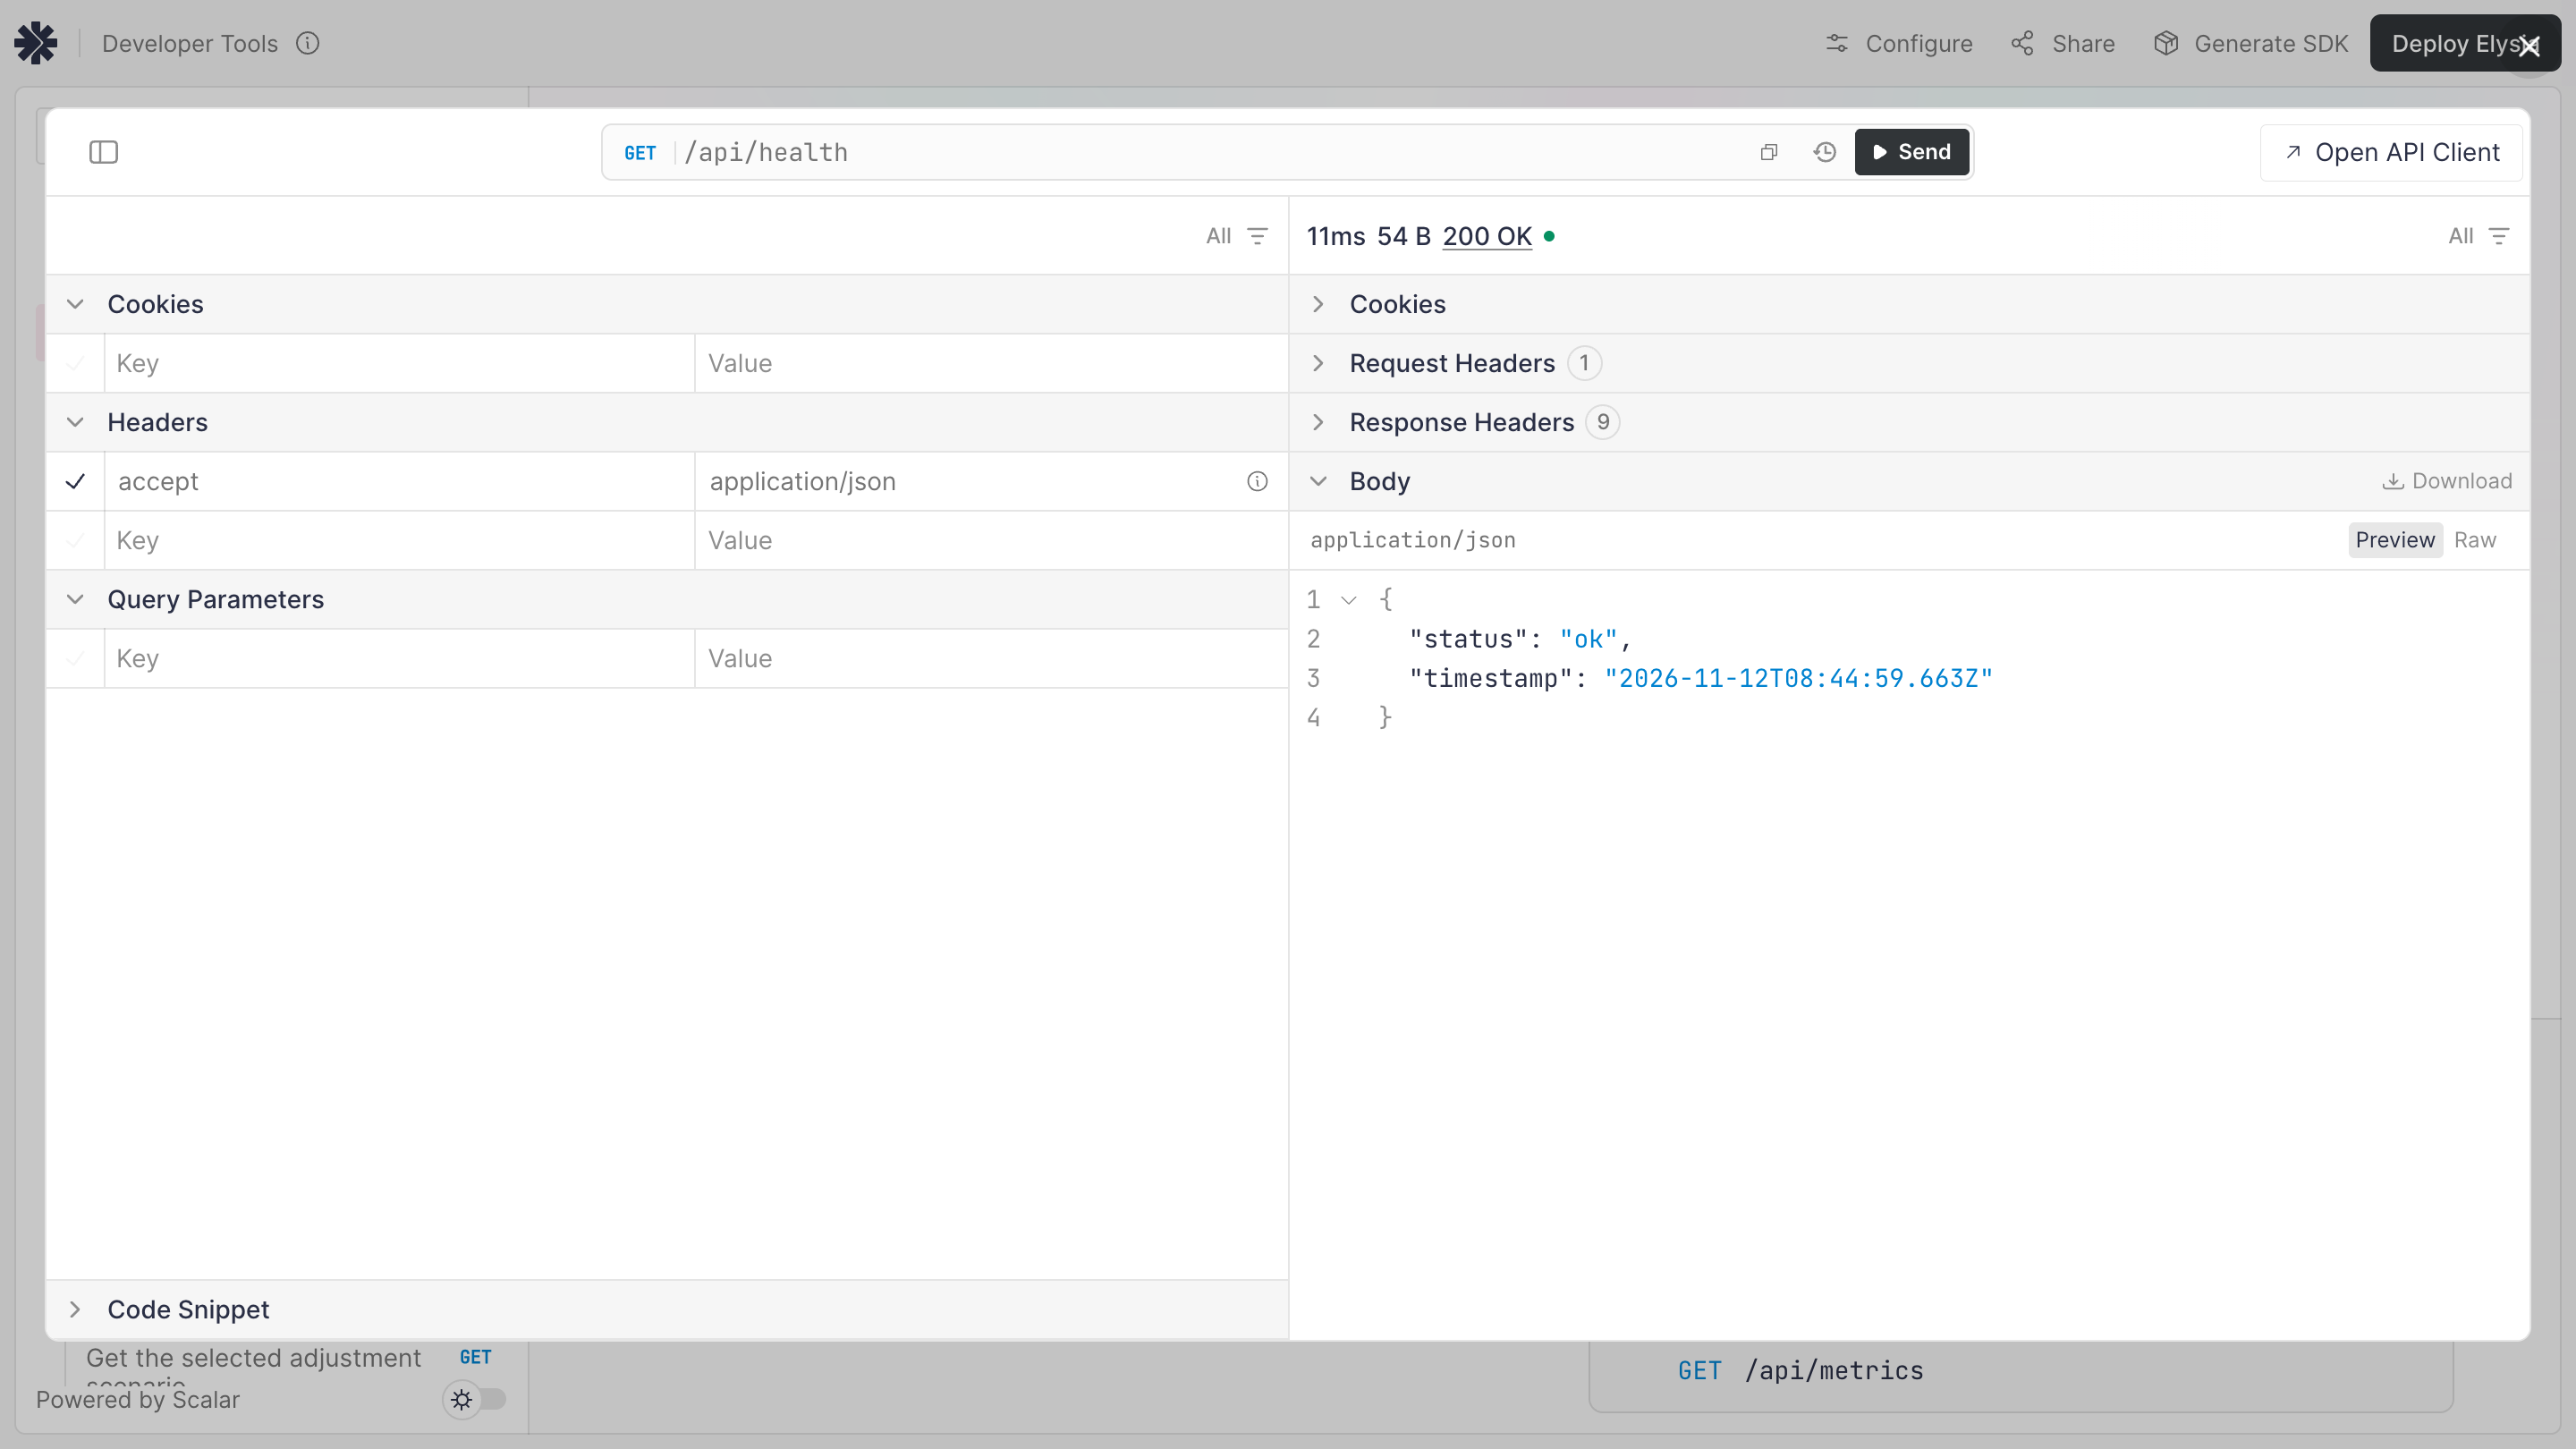 Developer Tools
Configure
Share
Generate SDK
Deploy Elysia
GET /api/health
Send
Open API Client
All
11ms 54 B 200 OK
All
Cookies
Key Value
Headers
accept application/json
Key Value
Query Parameters
Key Value
Code Snippet
Cookies
Request Headers 1
Response Headers 9
Body
Download
application/json
Preview Raw
1 {
2 "status": "ok",
3 "timestamp": "2026-11-12T08:44:59.663Z"
4 }
Get the selected adjustment GET
scenario
Powered by Scalar
GET /api/metrics